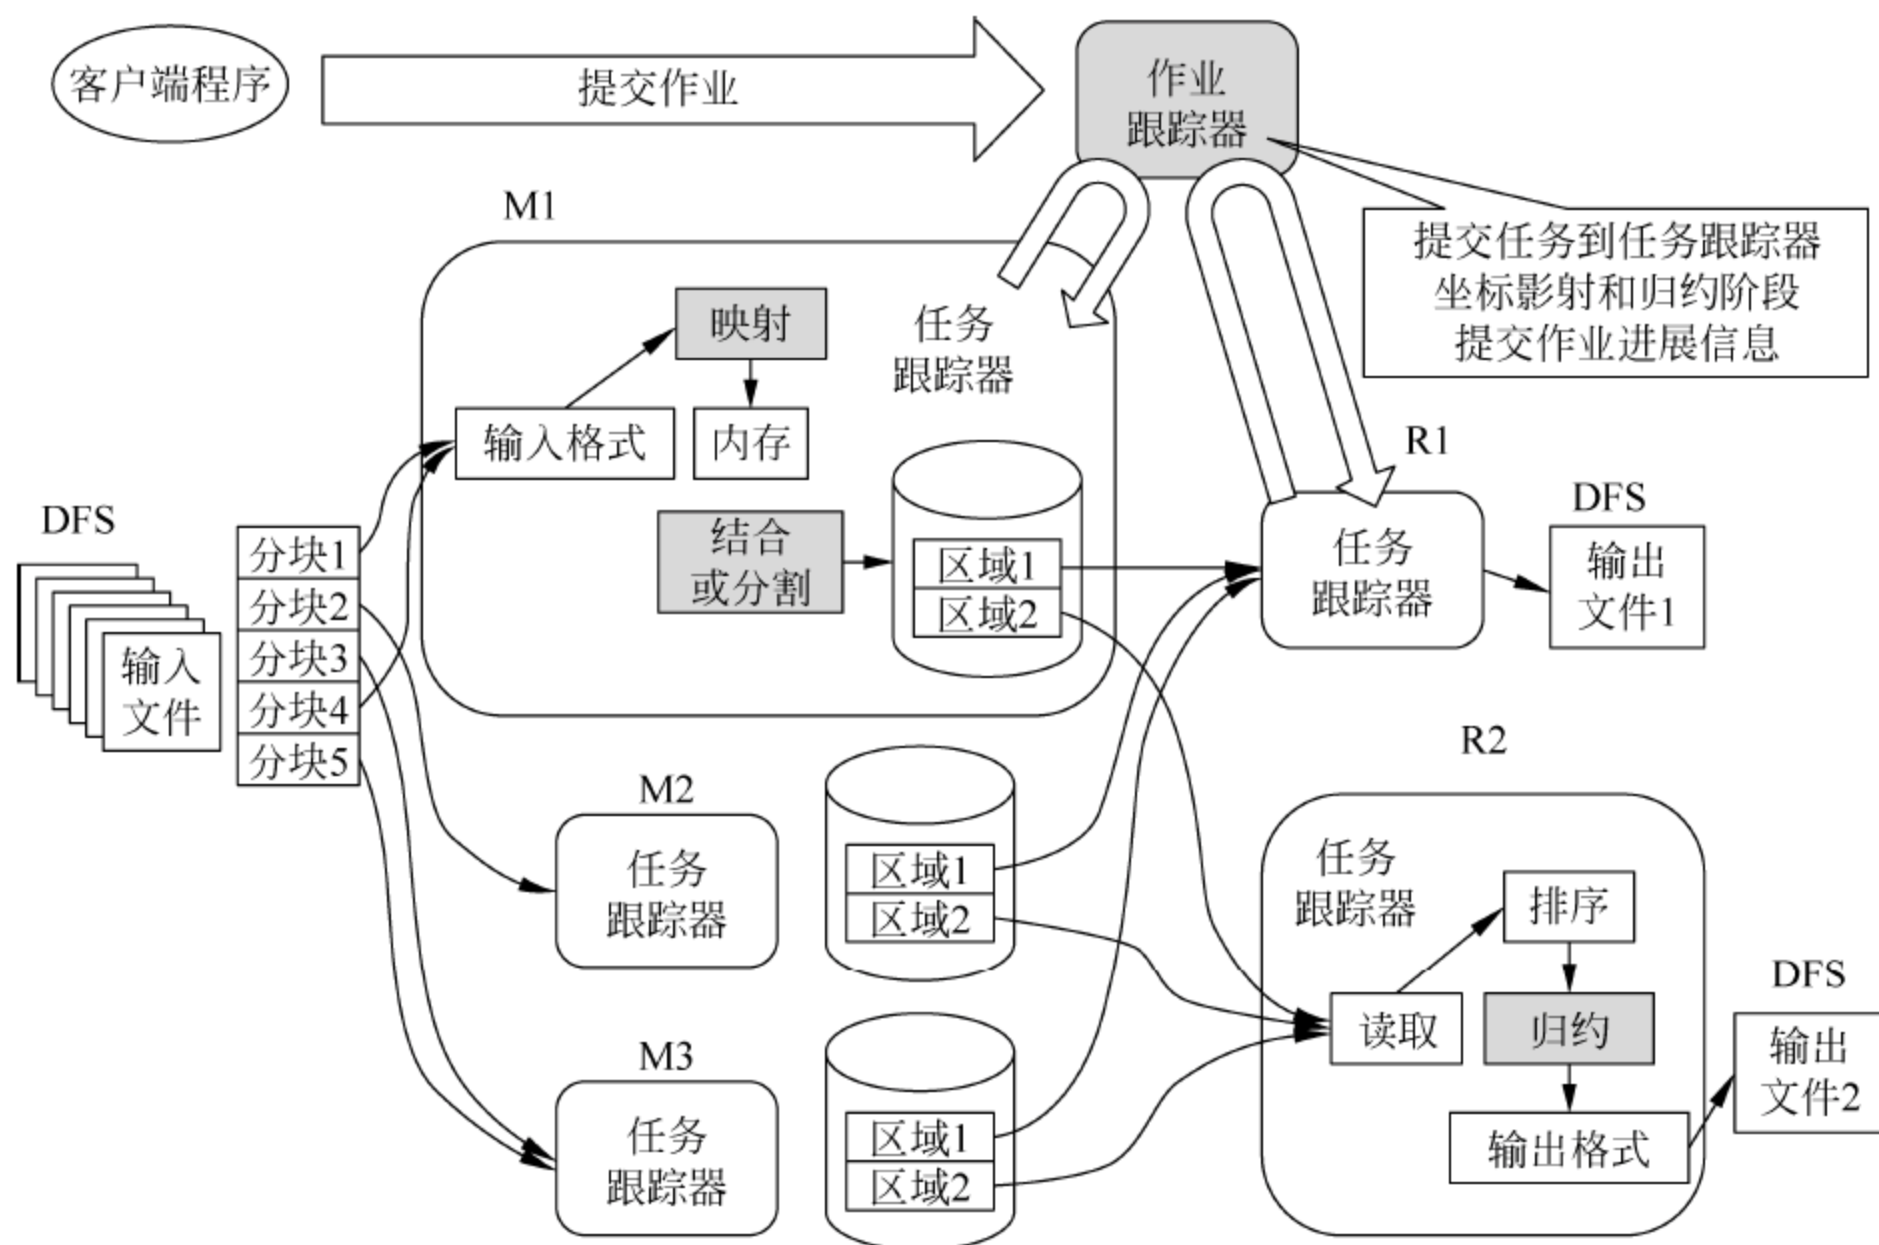 客户端程序
提交作业
作业
跟踪器
提交任务到任务跟踪器
坐标影射和归约阶段
提交作业进展信息
M1
映射
任务
跟踪器
输入格式
内存
结合
或分割
区域1
区域2
DFS
输入
文件
分块1
分块2
分块3
分块4
分块5
R1
任务
跟踪器
DFS
输出
文件1
M2
任务
跟踪器
区域1
区域2
M3
任务
跟踪器
区域1
区域2
R2
任务
跟踪器
排序
读取
归约
输出格式
DFS
输出
文件2